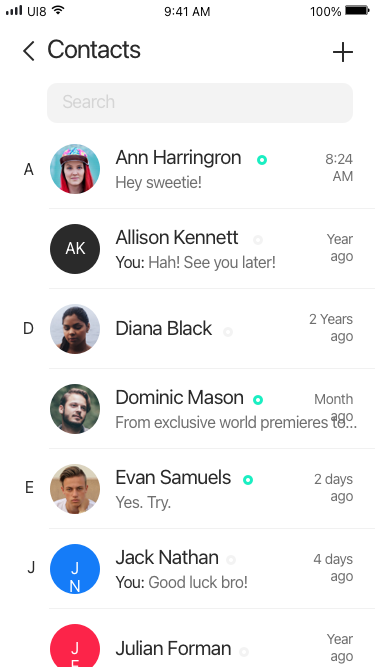 UI8 9:41 AM 100%
Contacts
Search
A
Ann Harringron
8:24
AM
Hey sweetie!
AK
Allison Kennett
Year
ago
You: Hah! See you later!
D
Diana Black
2 Years
ago
Dominic Mason
Month
ago
From exclusive world premieres to...
E
Evan Samuels
2 days
ago
Yes. Try.
J
J
N
Jack Nathan
4 days
ago
You: Good luck bro!
J
F
Julian Forman
Year
ago